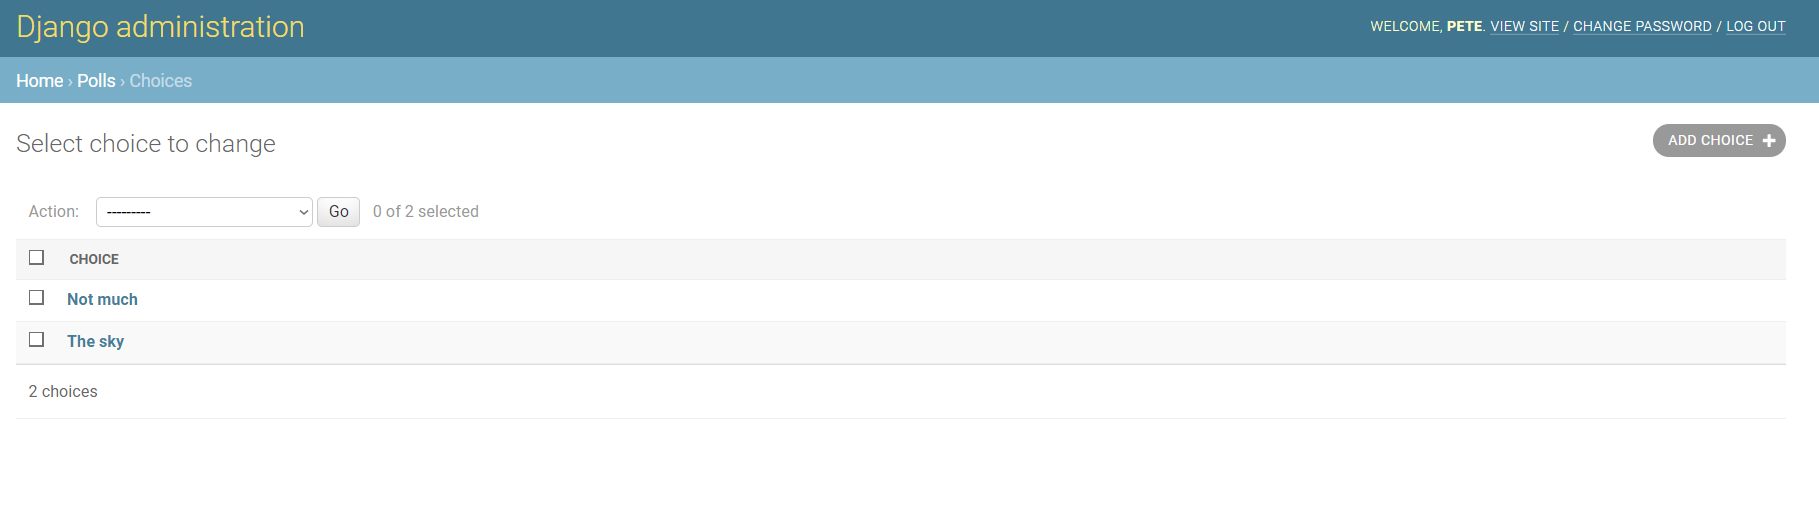 Django administration
WELCOME, PETE. VIEW SITE / CHANGE PASSWORD / LOG OUT
Home › Polls › Choices
Select choice to change
ADD CHOICE +
Action: --------- Go 0 of 2 selected
CHOICE
Not much
The sky
2 choices